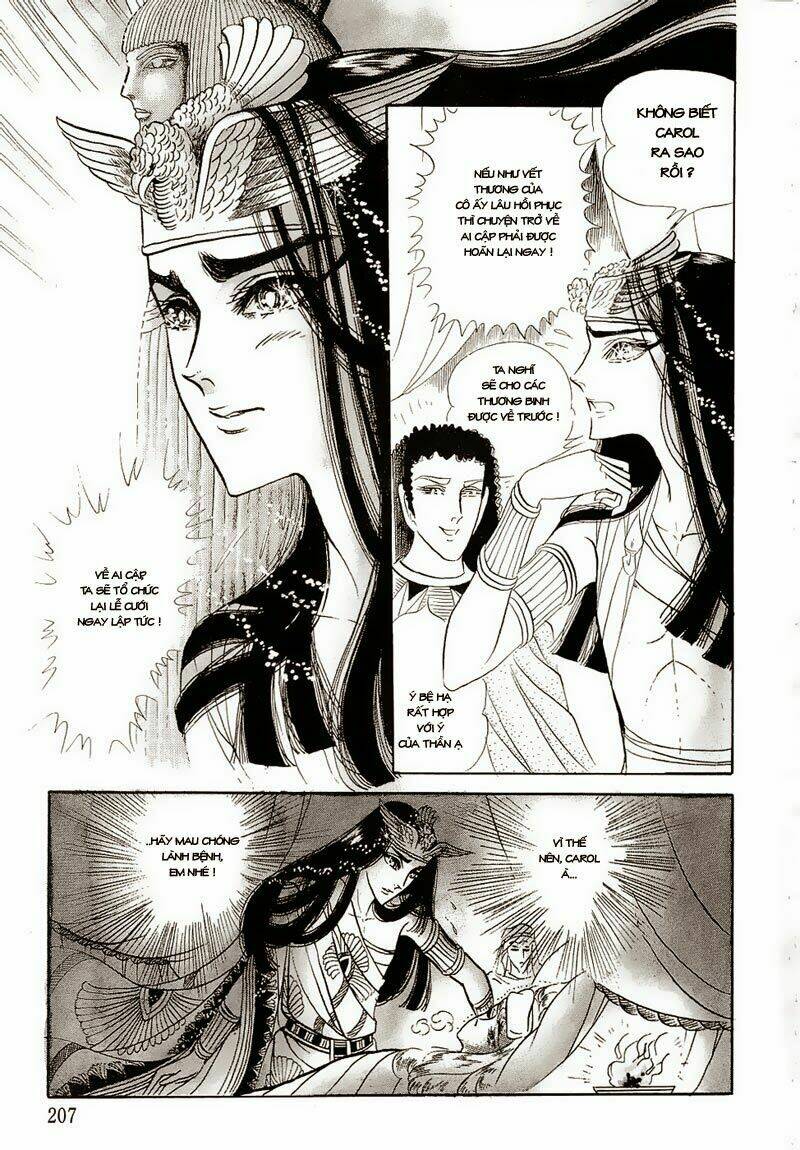 KHÔNG BIẾT
CAROL
RA SAO
RỒI ?
NẾU NHƯ VẾT
THƯƠNG CỦA
CÔ ẤY LÂU HỒI PHỤC
THÌ CHUYỆN TRỞ VỀ
AI CẬP PHẢI ĐƯỢC
HOÃN LẠI NGAY !
TA NGHĨ
SẼ CHO CÁC
THƯƠNG BINH
ĐƯỢC VỀ TRƯỚC !
Ý BỆ HẠ
RẤT HỢP
VỚI Ý
CỦA THẦN Ạ
VỀ AI CẬP
TA SẼ TỔ CHỨC
LẠI LỄ CƯỚI
NGAY LẬP TỨC !
VÌ THẾ
NÊN, CAROL
À...
..HÃY MAU CHÓNG
LÀNH BỆNH,
EM NHÉ !
207